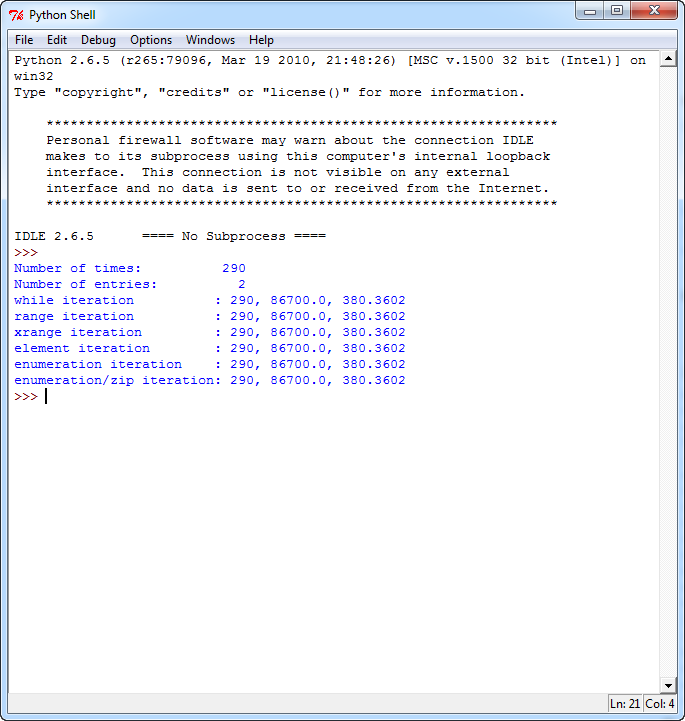 Python Shell
File Edit Debug Options Windows Help
Python 2.6.5 (r265:79096, Mar 19 2010, 21:48:26) [MSC v.1500 32 bit (Intel)] on
win32
Type "copyright", "credits" or "license()" for more information.
****************************************************************
Personal firewall software may warn about the connection IDLE
makes to its subprocess using this computer's internal loopback
interface.  This connection is not visible on any external
interface and no data is sent to or received from the Internet.
****************************************************************
IDLE 2.6.5      ==== No Subprocess ====
>>>
Number of times:          290
Number of entries:          2
while iteration          : 290, 86700.0, 380.3602
range iteration          : 290, 86700.0, 380.3602
xrange iteration         : 290, 86700.0, 380.3602
element iteration        : 290, 86700.0, 380.3602
enumeration iteration    : 290, 86700.0, 380.3602
enumeration/zip iteration: 290, 86700.0, 380.3602
>>>
Ln: 21 Col: 4